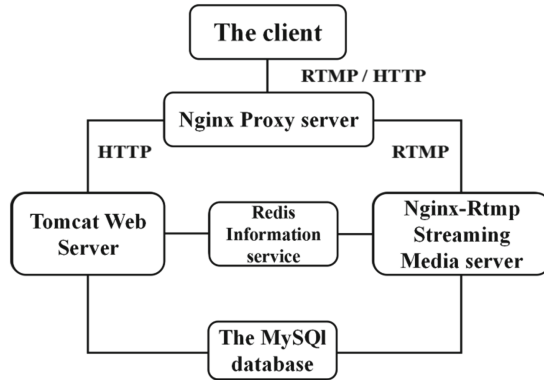 The client
RTMP / HTTP
Nginx Proxy server
HTTP
RTMP
Tomcat Web
Server
Redis
Information
service
Nginx-Rtmp
Streaming
Media server
The MySQl
database